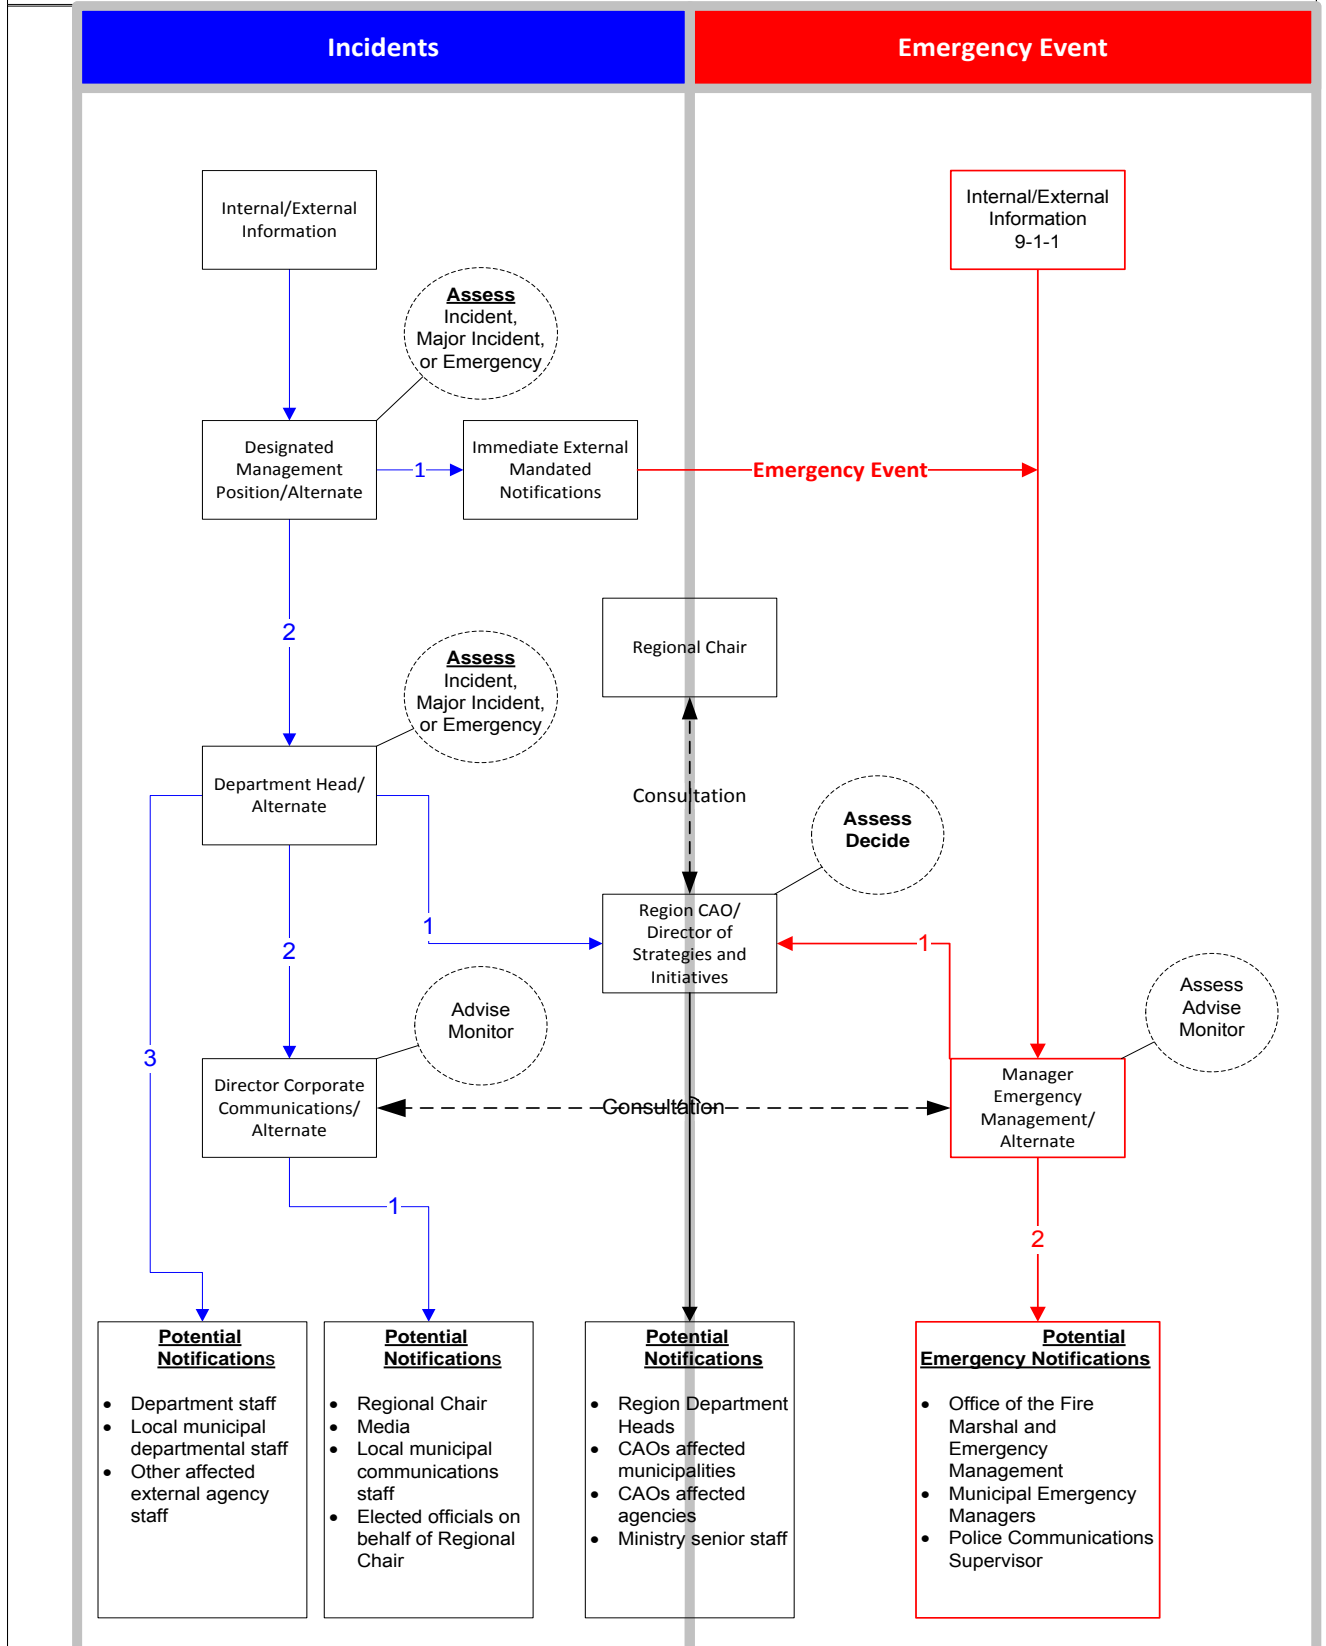 Incidents
Emergency Event
Internal/External
Information
Internal/External
Information
9-1-1
Assess
Incident,
Major Incident,
or Emergency
Designated
Management
Position/Alternate
1
Immediate External
Mandated
Notifications
Emergency Event
2
Regional Chair
Assess
Incident,
Major Incident,
or Emergency
Department Head/
Alternate
Consultation
Assess
Decide
1
Region CAO/
Director of
Strategies and
Initiatives
1
2
Advise
Monitor
Assess
Advise
Monitor
3
Director Corporate
Communications/
Alternate
Consultation
Manager
Emergency
Management/
Alternate
1
2
Potential
Notifications
• Department staff
• Local municipal
departmental staff
• Other affected
external agency
staff
Potential
Notifications
• Regional Chair
• Media
• Local municipal
communications
staff
• Elected officials on
behalf of Regional
Chair
Potential
Notifications
• Region Department
Heads
• CAOs affected
municipalities
• CAOs affected
agencies
• Ministry senior staff
Potential
Emergency Notifications
• Office of the Fire
Marshal and
Emergency
Management
• Municipal Emergency
Managers
• Police Communications
Supervisor